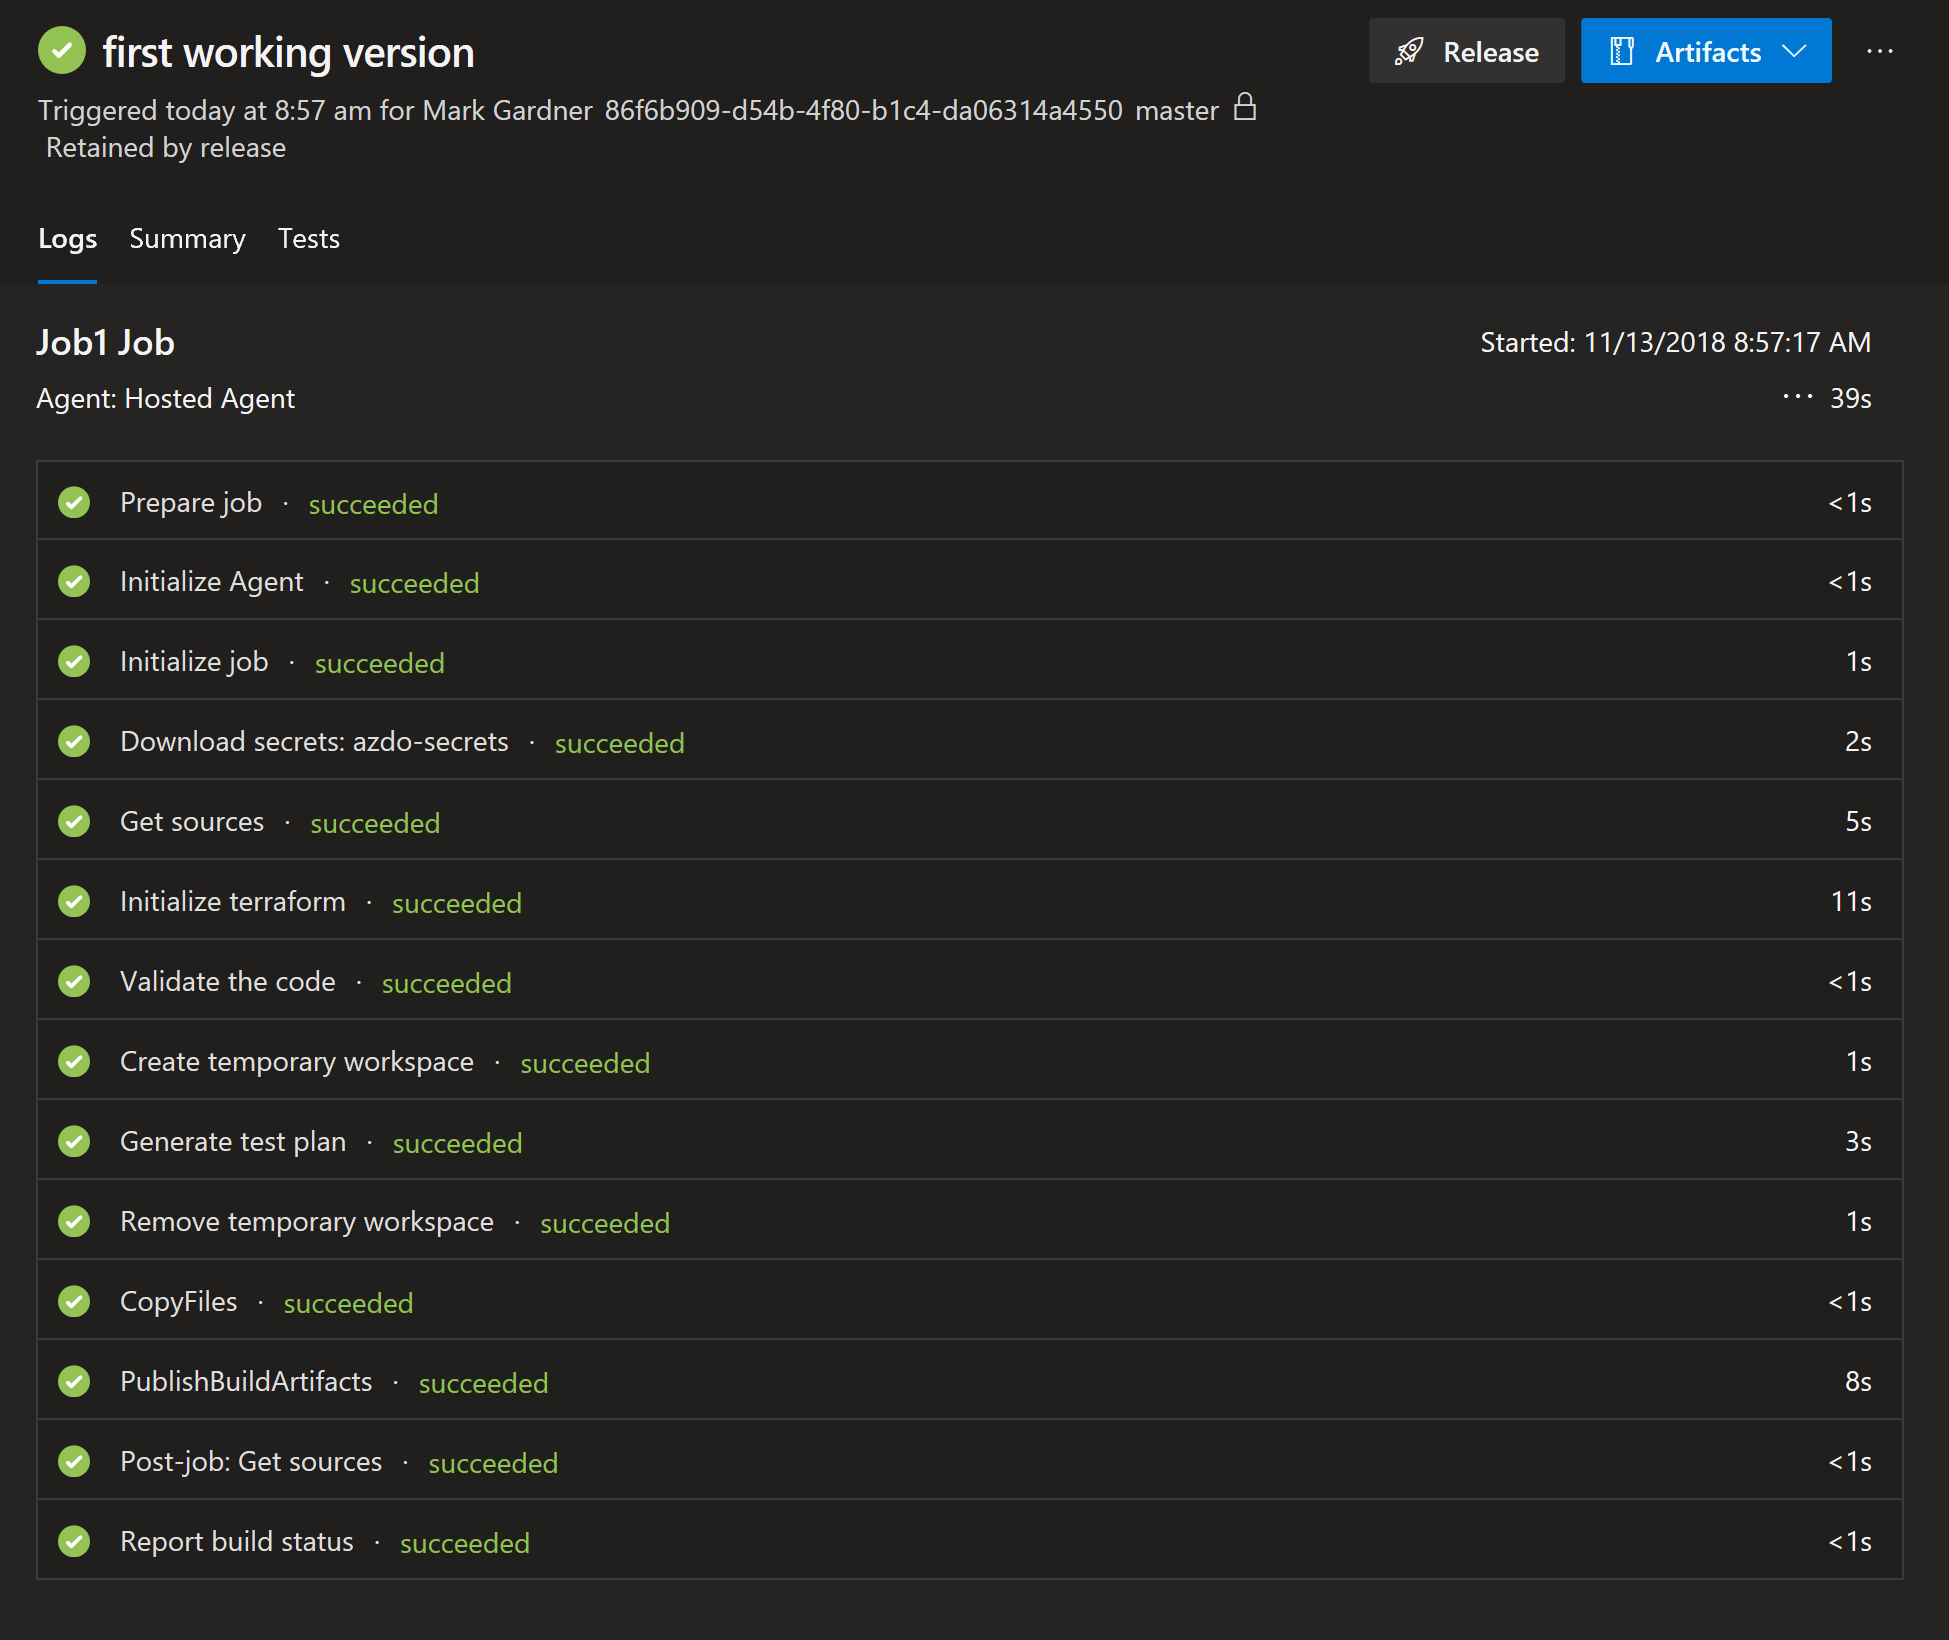 first working version
Release
Artifacts
Triggered today at 8:57 am for Mark Gardner 86f6b909-d54b-4f80-b1c4-da06314a4550 master
Retained by release
Logs Summary Tests
Job1 Job
Started: 11/13/2018 8:57:17 AM
Agent: Hosted Agent
··· 39s
Prepare job · succeeded <1s
Initialize Agent · succeeded <1s
Initialize job · succeeded 1s
Download secrets: azdo-secrets · succeeded 2s
Get sources · succeeded 5s
Initialize terraform · succeeded 11s
Validate the code · succeeded <1s
Create temporary workspace · succeeded 1s
Generate test plan · succeeded 3s
Remove temporary workspace · succeeded 1s
CopyFiles · succeeded <1s
PublishBuildArtifacts · succeeded 8s
Post-job: Get sources · succeeded <1s
Report build status · succeeded <1s